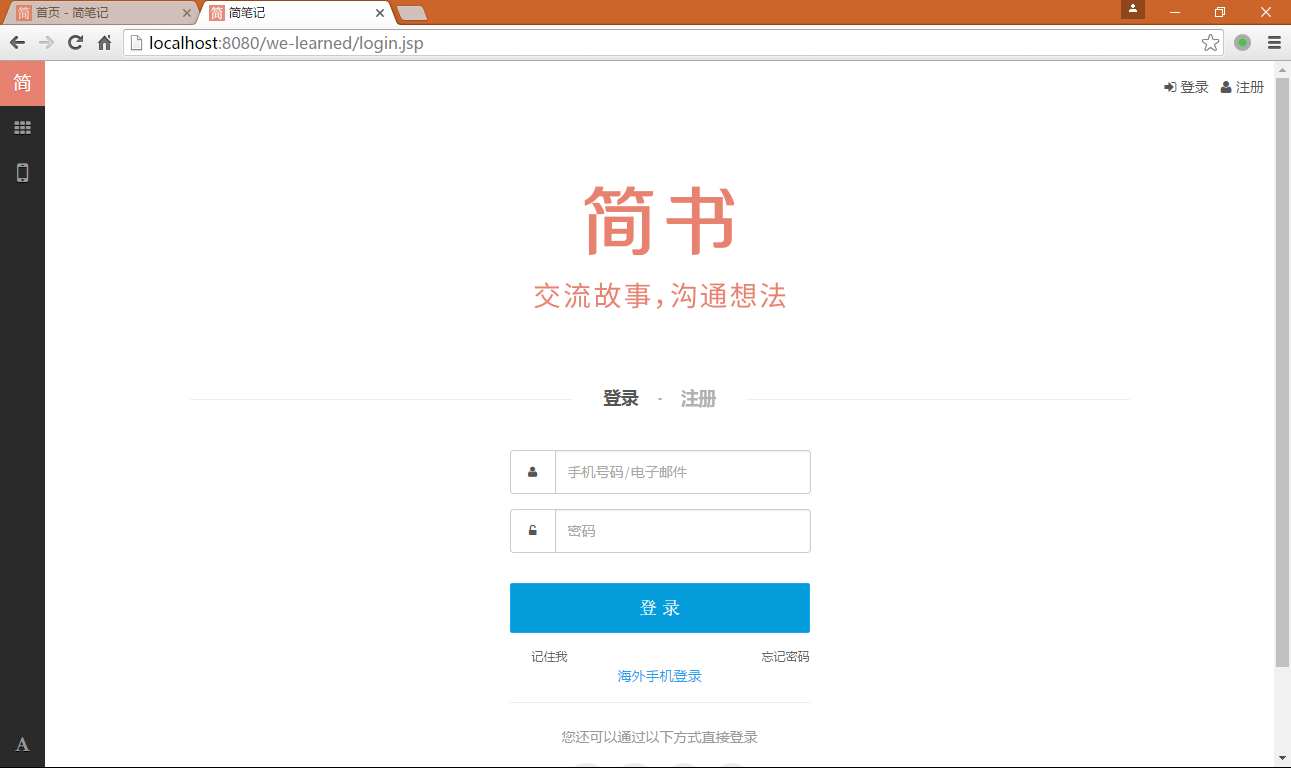 简 首页 - 简笔记
简 简笔记
localhost:8080/we-learned/login.jsp
简
登录 注册
简书
交流故事，沟通想法
登录 - 注册
手机号码/电子邮件
密码
登 录
记住我 忘记密码
海外手机登录
您还可以通过以下方式直接登录
A